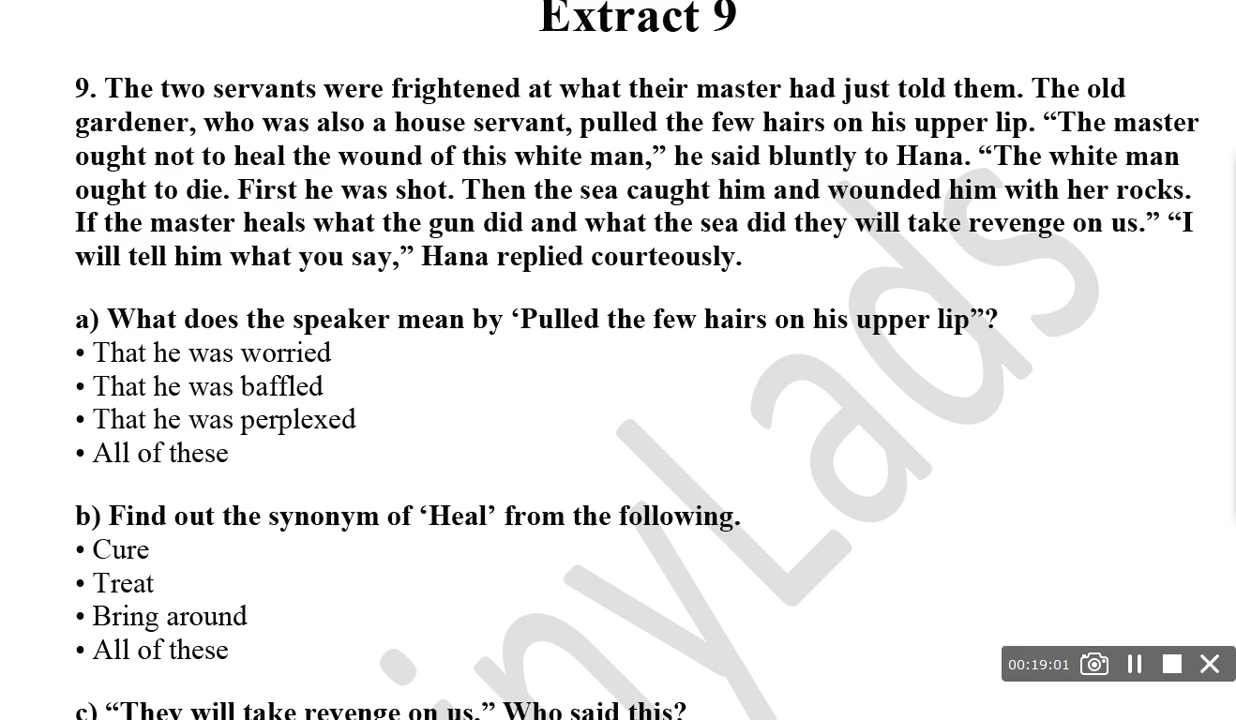 Extract 9
9. The two servants were frightened at what their master had just told them. The old
gardener, who was also a house servant, pulled the few hairs on his upper lip. “The master
ought not to heal the wound of this white man,” he said bluntly to Hana. “The white man
ought to die. First he was shot. Then the sea caught him and wounded him with her rocks.
If the master heals what the gun did and what the sea did they will take revenge on us.” “I
will tell him what you say,” Hana replied courteously.
a) What does the speaker mean by ‘Pulled the few hairs on his upper lip”?
• That he was worried
• That he was baffled
• That he was perplexed
• All of these
b) Find out the synonym of ‘Heal’ from the following.
• Cure
• Treat
• Bring around
• All of these
00:19:01
c) “They will take revenge on us.” Who said this?